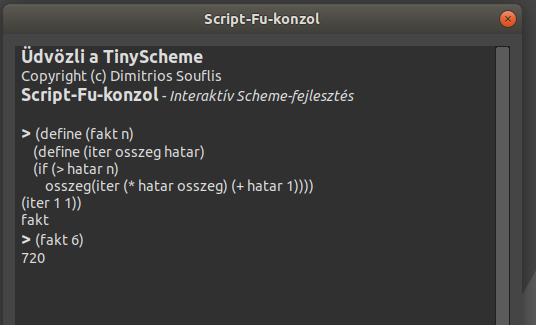 Script-Fu-konzol
Üdvözli a TinyScheme
Copyright (c) Dimitrios Souflis
Script-Fu-konzol - Interaktív Scheme-fejlesztés
> (define (fakt n)
(define (iter osszeg hatar)
(if (> hatar n)
osszeg(iter (* hatar osszeg) (+ hatar 1))))
(iter 1 1))
fakt
> (fakt 6)
720